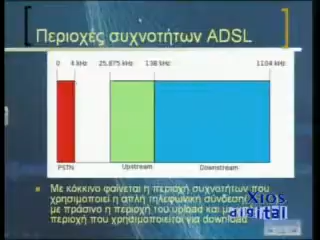 Περιοχές συχνοτήτων ADSL
0 4 kHz 25,875 kHz 138 kHz 1104 kHz
PSTN Upstream Downstream
Με κόκκινο φαίνεται η περιοχή συχνοτήτων που
χρησιμοποιεί η απλή τηλεφωνική σύνδεση
με πράσινο η περιοχή του upload και με
περιοχή που χρησιμοποιείται για download